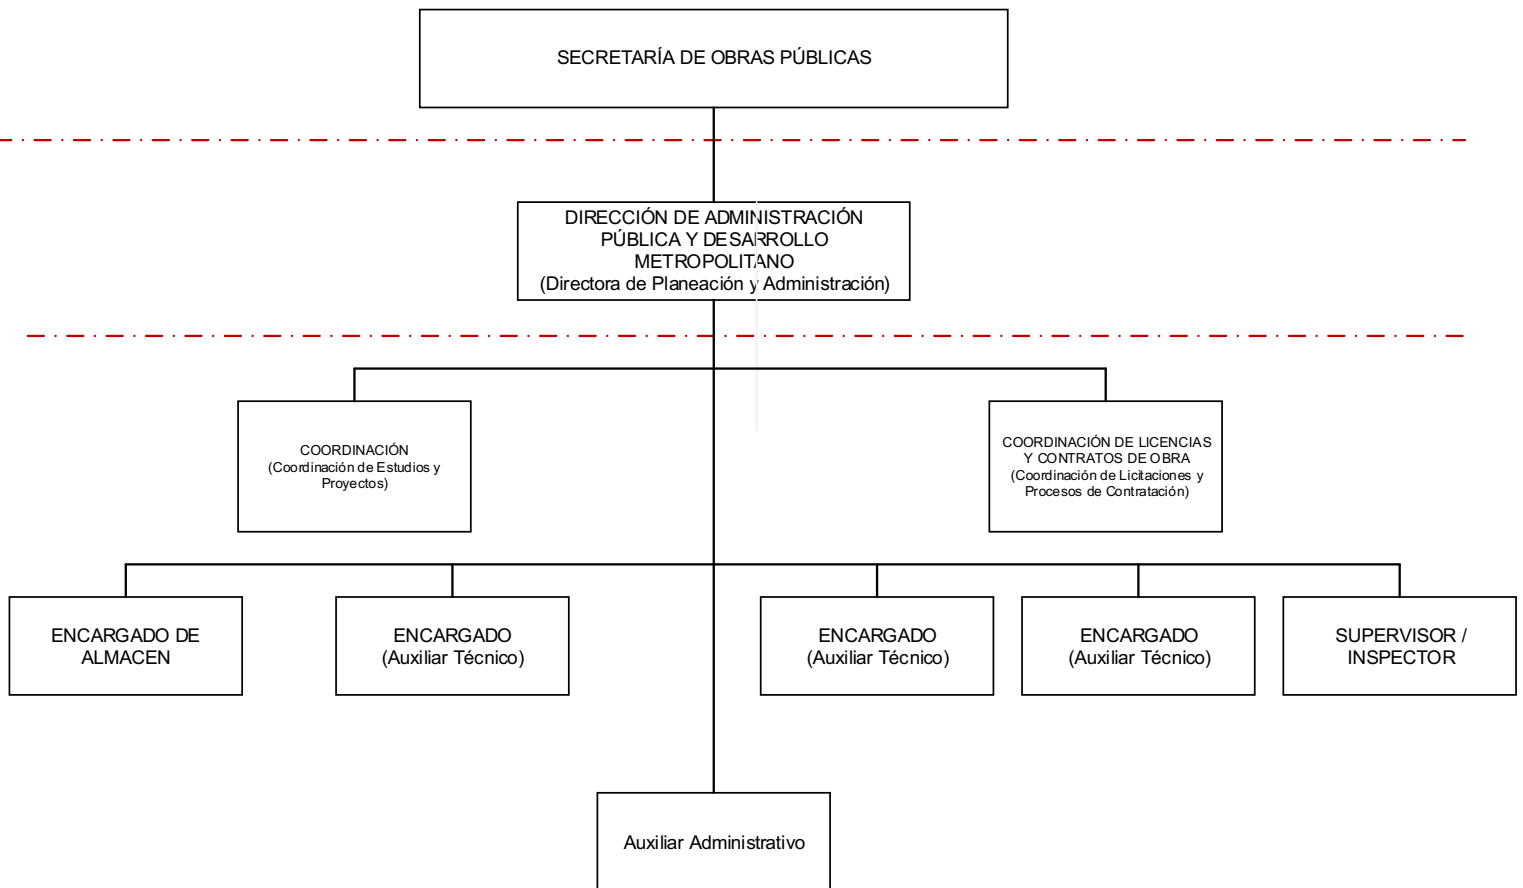 SECRETARÍA DE OBRAS PÚBLICAS
DIRECCIÓN DE ADMINISTRACIÓN
PÚBLICA Y DESARROLLO
METROPOLITANO
(Directora de Planeación y Administración)
COORDINACIÓN
(Coordinación de Estudios y
Proyectos)
COORDINACIÓN DE LICENCIAS
Y CONTRATOS DE OBRA
(Coordinación de Licitaciones y
Procesos de Contratación)
ENCARGADO DE
ALMACEN
ENCARGADO
(Auxiliar Técnico)
ENCARGADO
(Auxiliar Técnico)
ENCARGADO
(Auxiliar Técnico)
SUPERVISOR /
INSPECTOR
Auxiliar Administrativo